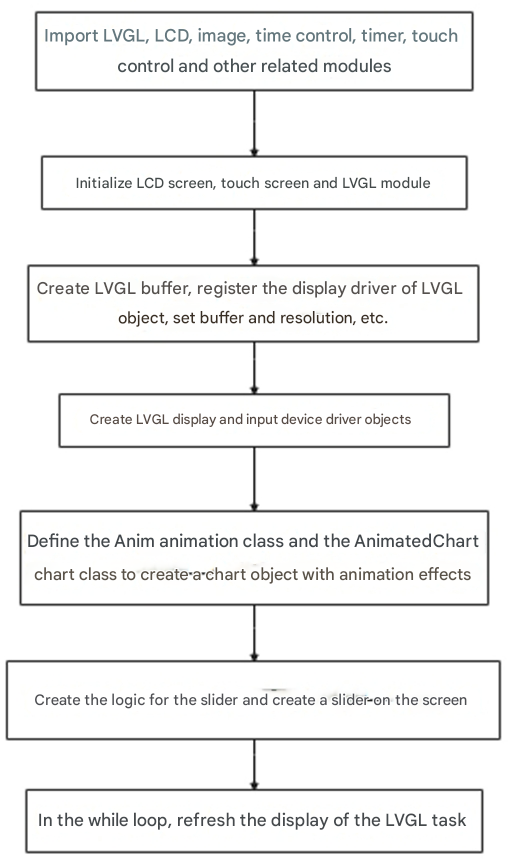 Import LVGL, LCD, image, time control, timer, touch
control and other related modules
Initialize LCD screen, touch screen and LVGL module
Create LVGL buffer, register the display driver of LVGL
object, set buffer and resolution, etc.
Create LVGL display and input device driver objects
Define the Anim animation class and the AnimatedChart
chart class to create a chart object with animation effects
Create the logic for the slider and create a slider on the screen
In the while loop, refresh the display of the LVGL task